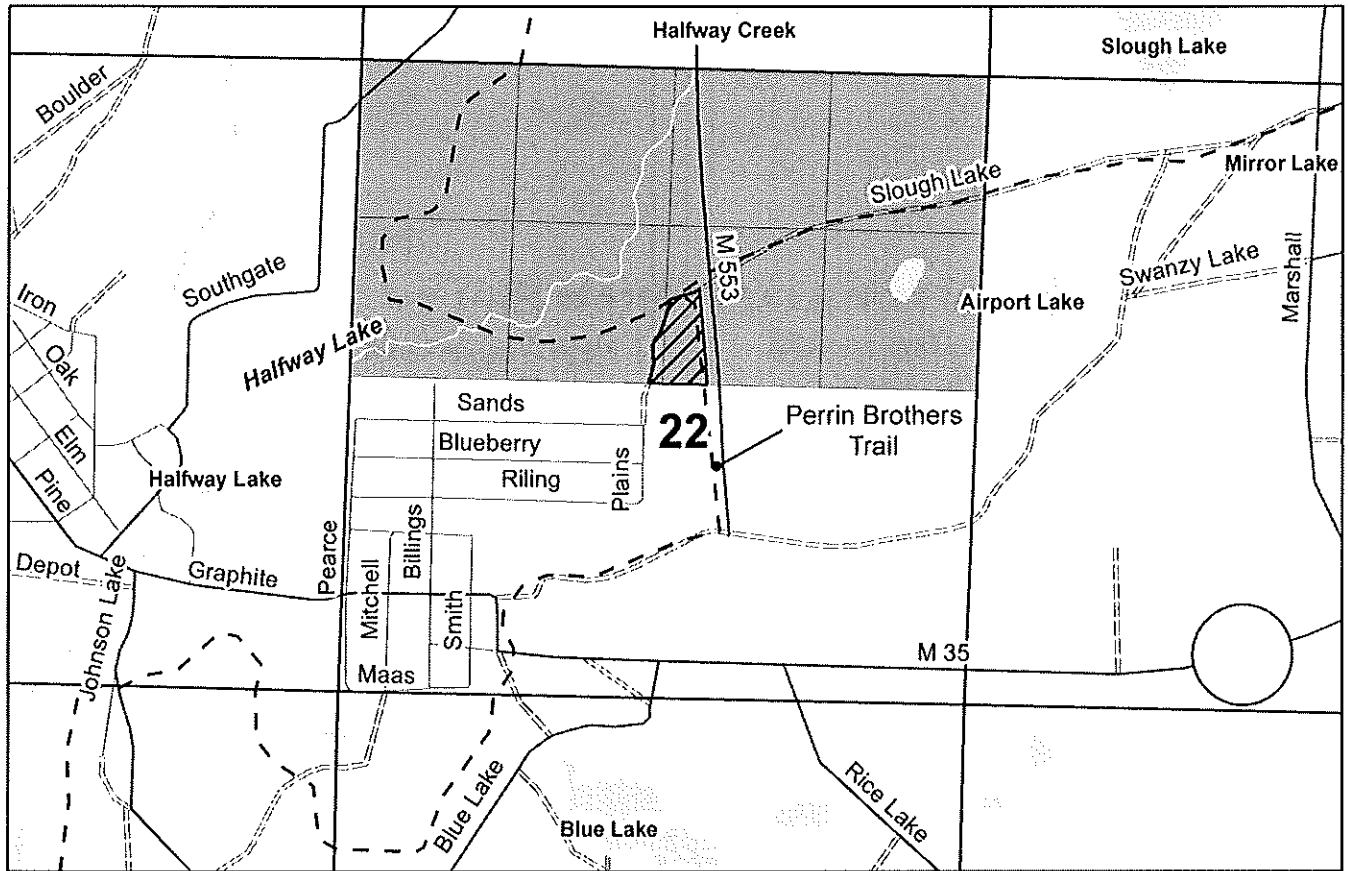 Halfway Creek
Slough Lake
Boulder
Slough Lake
Mirror Lake
M 553
Southgate
Swanzy Lake
Marshall
Iron
Airport Lake
Halfway Lake
Oak
Sands
Elm
Blueberry
22
Perrin Brothers
Trail
Pine
Halfway Lake
Riling
Plains
Billings
Depot
Graphite
Pearce
Mitchell
Smith
Johnson Lake
M 35
Maas
Blue Lake
Rice Lake
Blue Lake